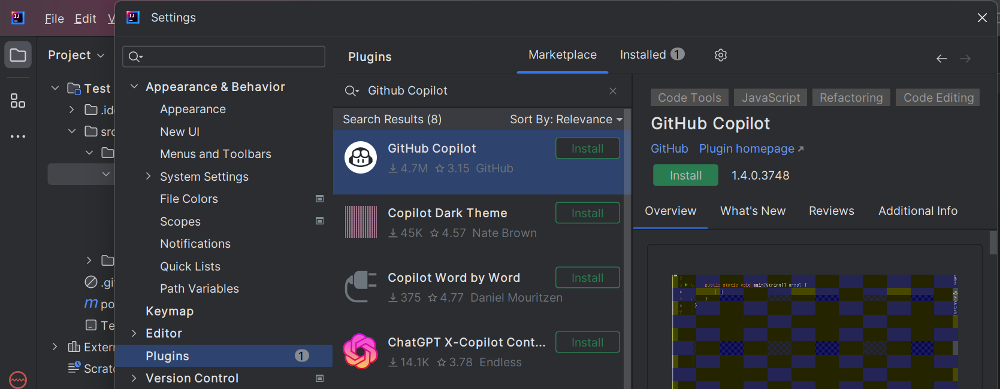 IJ
File Edit V
IJ
Settings
Project
Test
.id
src
.gi
m po
Te
Extern
Scratc
Appearance & Behavior
Appearance
New UI
Menus and Toolbars
System Settings
File Colors
Scopes
Notifications
Quick Lists
Path Variables
Keymap
Editor
Plugins 1
Version Control
Plugins
Marketplace Installed 1
Github Copilot
Search Results (8) Sort By: Relevance
GitHub Copilot Install
4.7M 3.15 GitHub
Copilot Dark Theme Install
45K 4.57 Nate Brown
Copilot Word by Word Install
375 4.77 Daniel Mouritzen
ChatGPT X-Copilot Cont... Install
14.1K 3.78 Endless
Code Tools JavaScript Refactoring Code Editing
GitHub Copilot
GitHub Plugin homepage
Install 1.4.0.3748
Overview What's New Reviews Additional Info
public static void main(String[] args) {
}
}